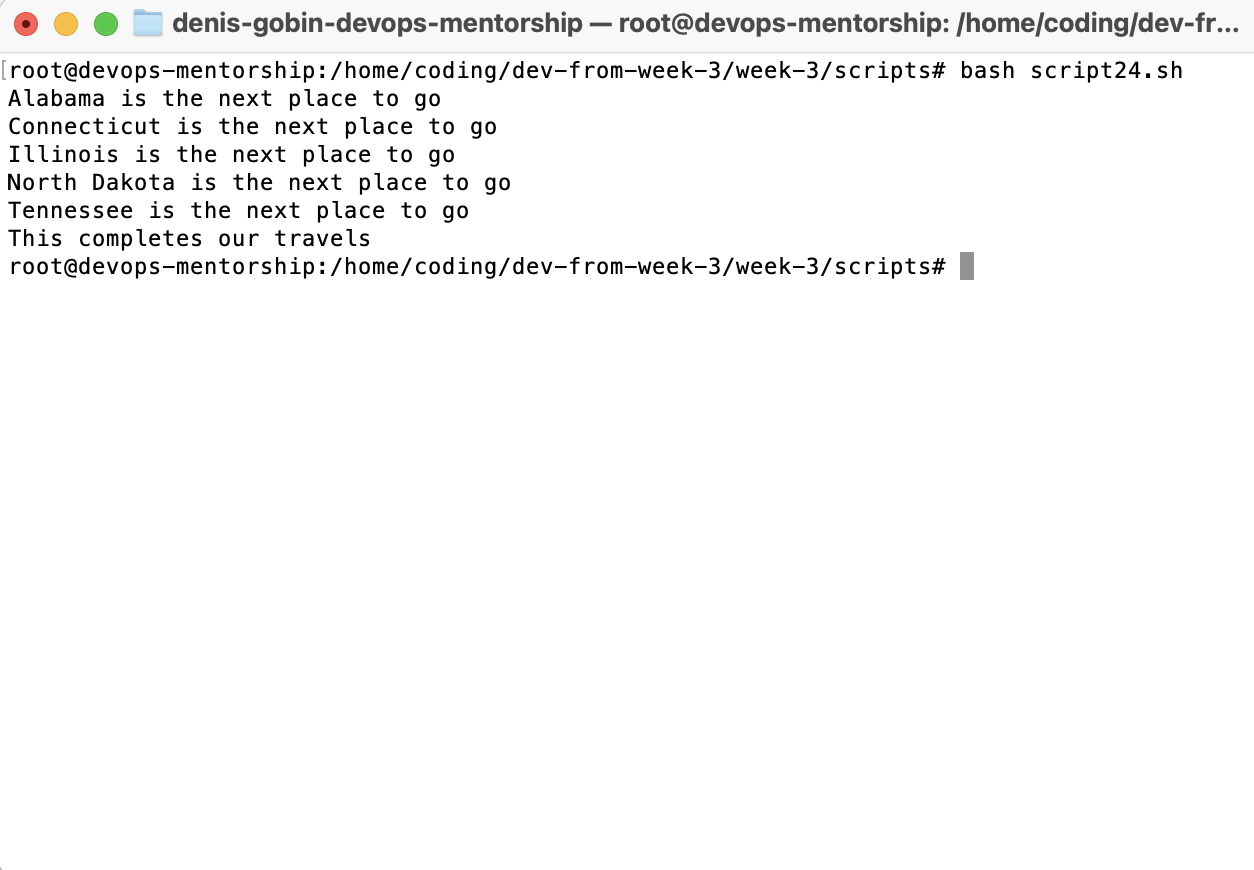 denis-gobin-devops-mentorship — root@devops-mentorship: /home/coding/dev-fr...
[root@devops-mentorship:/home/coding/dev-from-week-3/week-3/scripts# bash script24.sh
Alabama is the next place to go
Connecticut is the next place to go
Illinois is the next place to go
North Dakota is the next place to go
Tennessee is the next place to go
This completes our travels
root@devops-mentorship:/home/coding/dev-from-week-3/week-3/scripts#